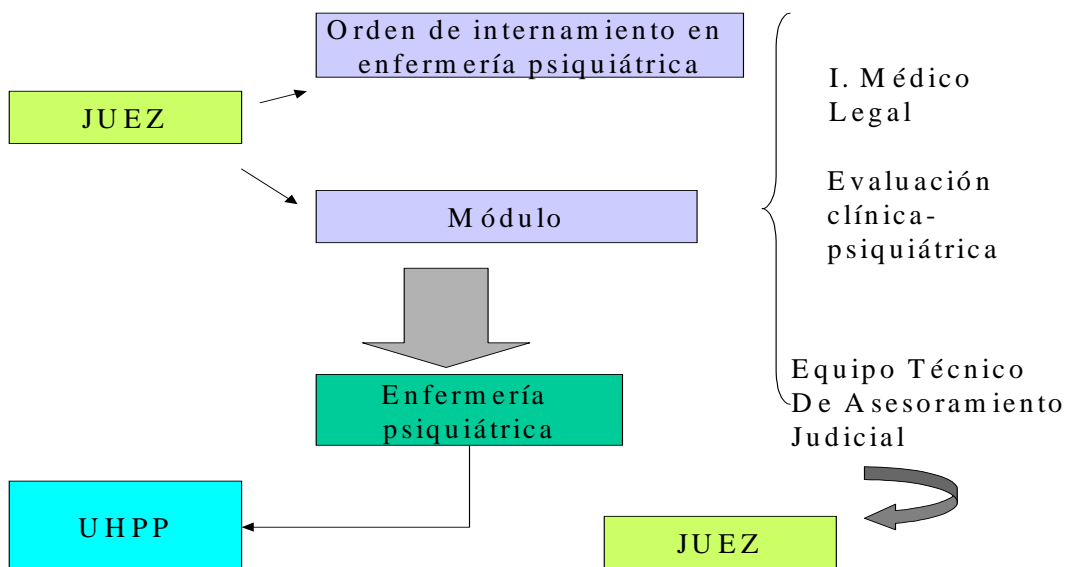 Orden de internamiento en
enfermería psiquiátrica
JUEZ
Módulo
Enfermería
psiquiátrica
UHPP
I. Médico
Legal
Evaluación
clínica-
psiquiátrica
Equipo Técnico
De Asesoramiento
Judicial
JUEZ